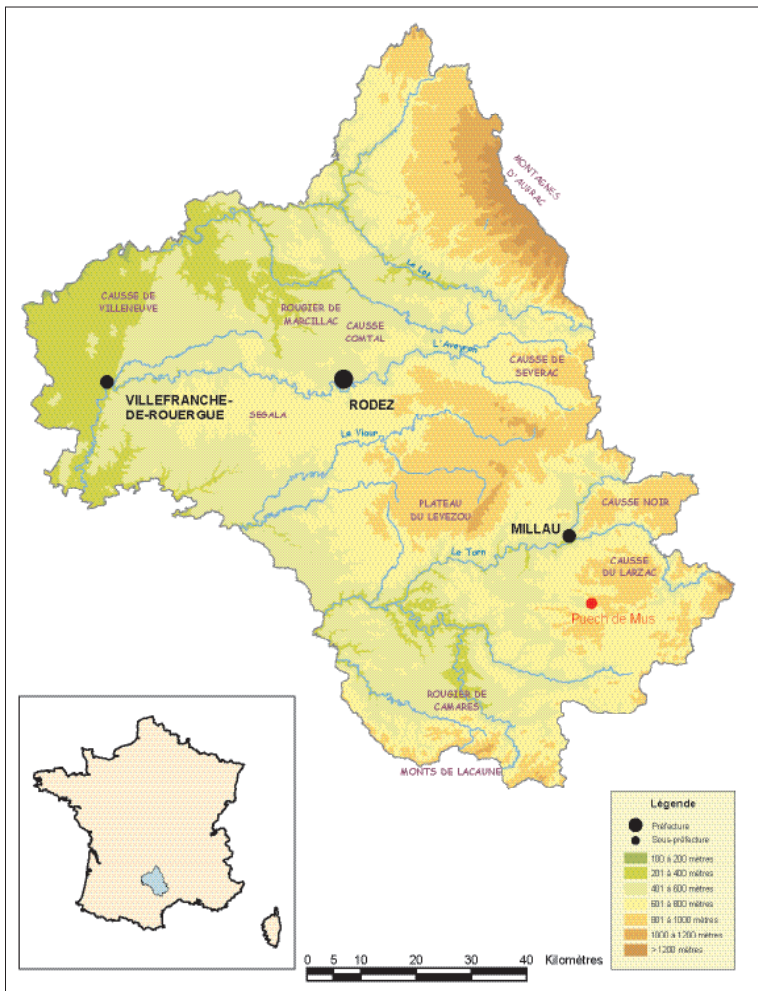 MONTAGNES
D'AUBRAC
Le Lot
CAUSSE DE
VILLENEUVE
ROUGIER DE
MARCILLAC
CAUSSE
COMTAL
L'Aveyron
CAUSSE DE
SEVERAC
VILLEFRANCHE-
DE-ROUERGUE
RODEZ
SEGALA
Le Viaur
PLATEAU
DU LEVEZOU
MILLAU
CAUSSE NOIR
Le Tarn
CAUSSE
DU LARZAC
Puech de Mus
ROUGIER DE
CAMARES
MONTS DE LACAUNE
Légende
Préfecture
Sous-préfecture
100 à 200 mètres
201 à 400 mètres
401 à 600 mètres
601 à 800 mètres
801 à 1000 mètres
1000 à 1200 mètres
> 1200 mètres
0 5 10 20 30 40 Kilomètres